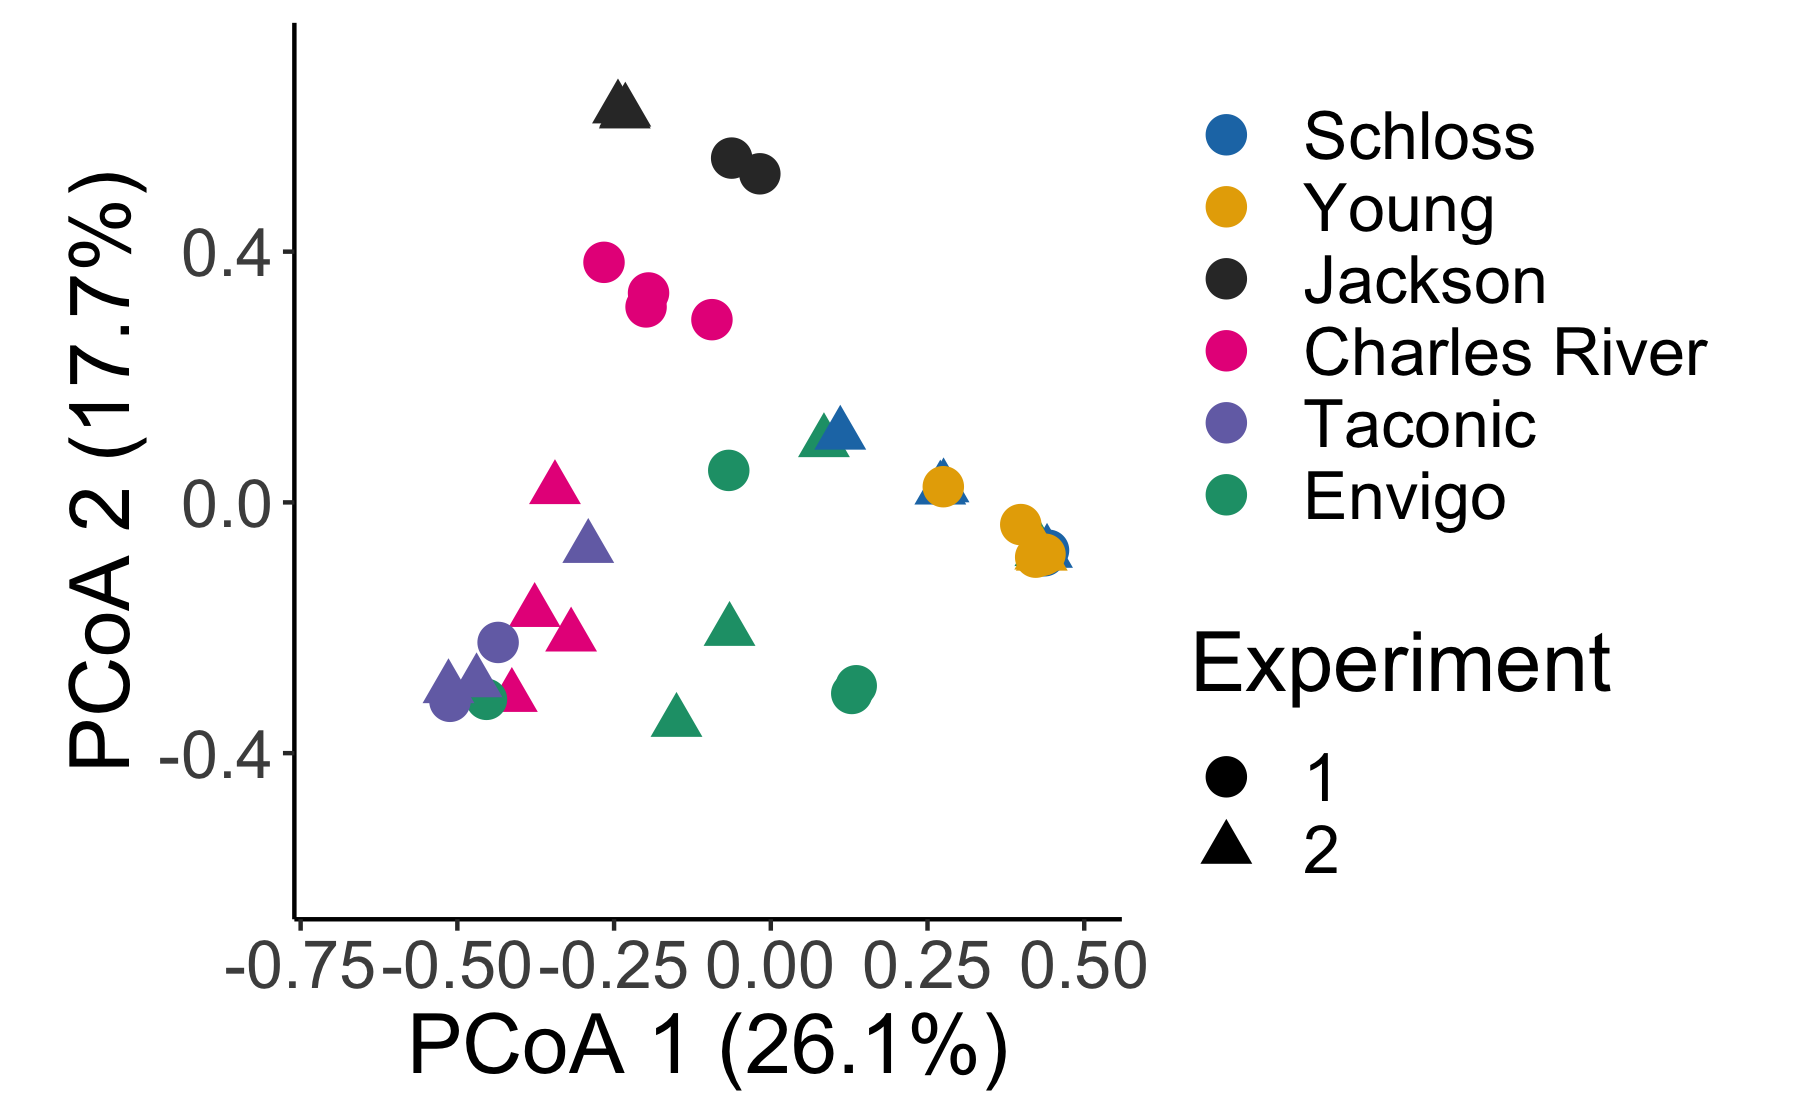 PCoA 2 (17.7%)
0.4
0.0
-0.4
-0.75 -0.50 -0.25 0.00 0.25 0.50
PCoA 1 (26.1%)
Schloss
Young
Jackson
Charles River
Taconic
Envigo
Experiment
1
2